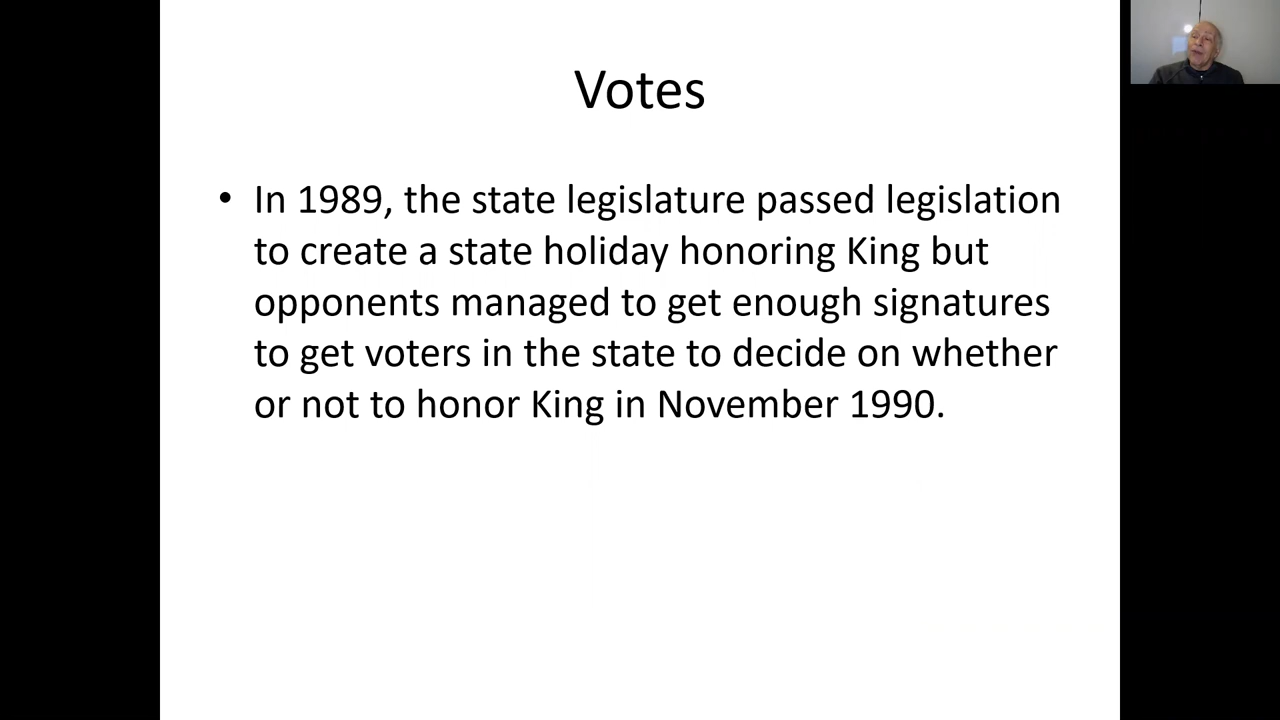 Votes
• In 1989, the state legislature passed legislation
to create a state holiday honoring King but
opponents managed to get enough signatures
to get voters in the state to decide on whether
or not to honor King in November 1990.